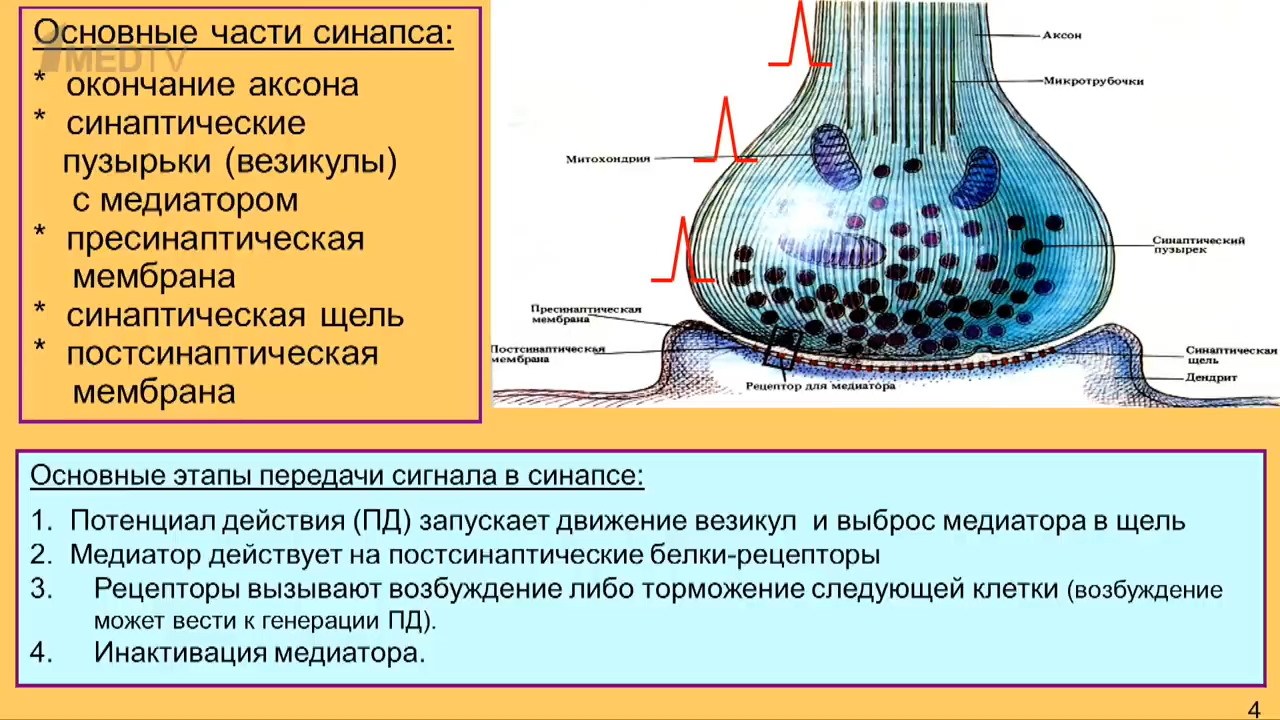 Основные части синапса:
1MEDTV
* окончание аксона
* синаптические
пузырьки (везикулы)
с медиатором
* пресинаптическая
мембрана
* синаптическая щель
* постсинаптическая
мембрана
Аксон
Микротрубочки
Митохондрия
Синаптический
пузырек
Пресинаптическая
мембрана
Постсинаптическая
мембрана
Синаптическая
щель
Дендрит
Рецептор для медиатора
Основные этапы передачи сигнала в синапсе:
1. Потенциал действия (ПД) запускает движение везикул и выброс медиатора в щель
2. Медиатор действует на постсинаптические белки-рецепторы
3. Рецепторы вызывают возбуждение либо торможение следующей клетки (возбуждение
может вести к генерации ПД).
4. Инактивация медиатора.
4